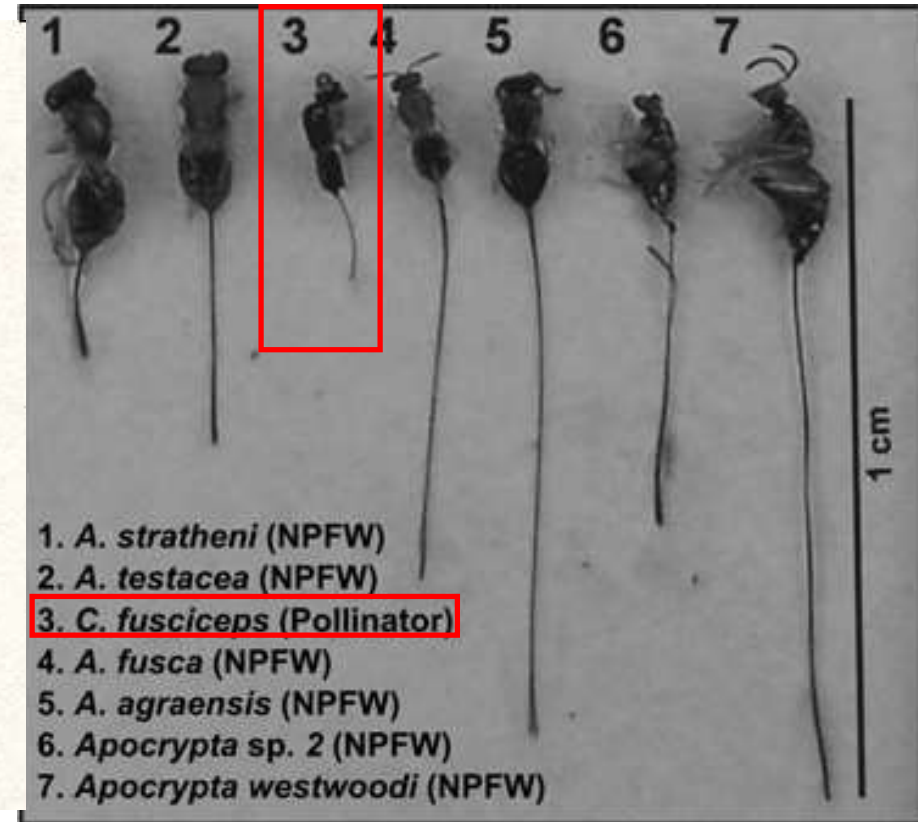 1 2 3 4 5 6 7
1 cm
1. A. stratheni (NPFW)
2. A. testacea (NPFW)
3. C. fusciceps (Pollinator)
4. A. fusca (NPFW)
5. A. agraensis (NPFW)
6. Apocrypta sp. 2 (NPFW)
7. Apocrypta westwoodi (NPFW)